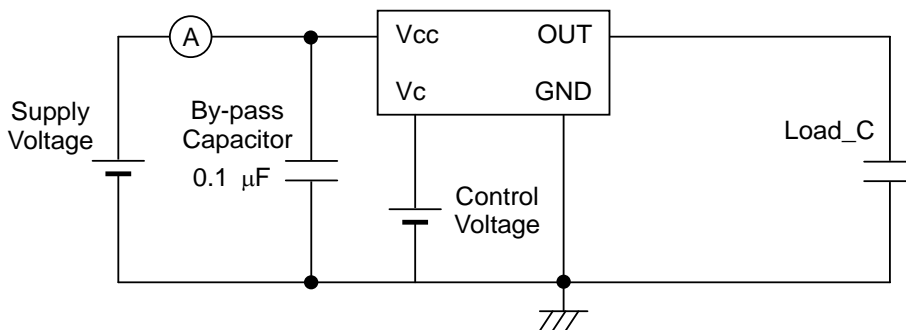 A
Vcc
OUT
Vc
GND
Supply
Voltage
By-pass
Capacitor
0.1 μF
Control
Voltage
Load_C